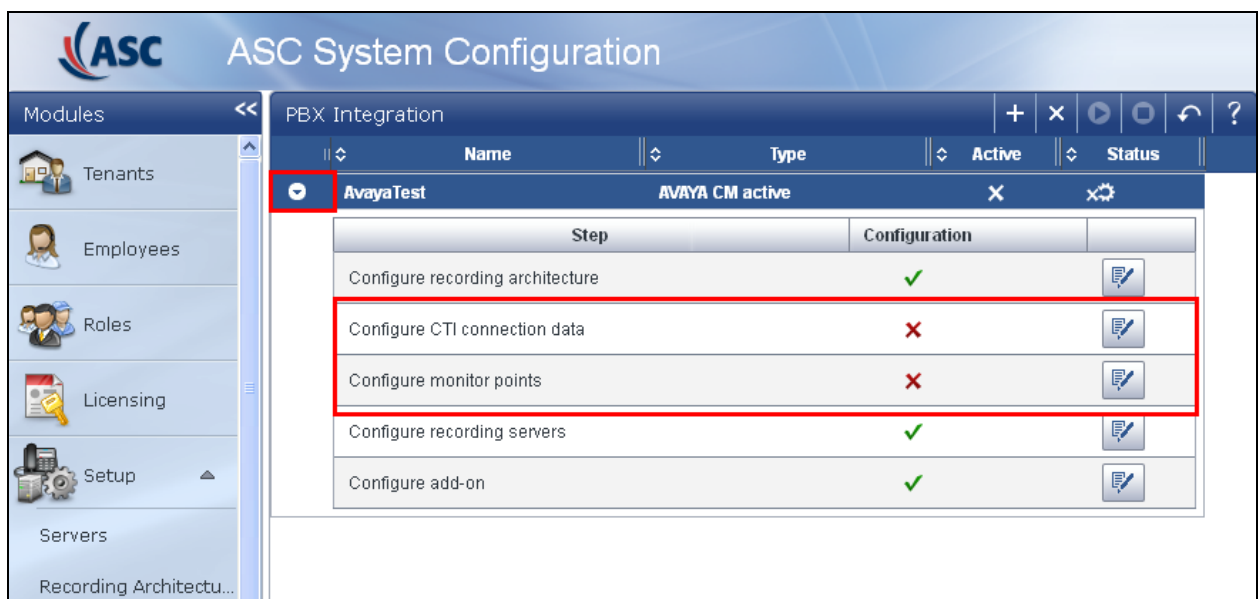 ASC ASC System Configuration
Modules << PBX Integration ?
Name Type Active Status
Tenants
AvayaTest AVAYA CM active
Step Configuration
Employees
Configure recording architecture
Roles
Configure CTI connection data
Configure monitor points
Licensing
Configure recording servers
Setup
Configure add-on
Servers
Recording Architectu...